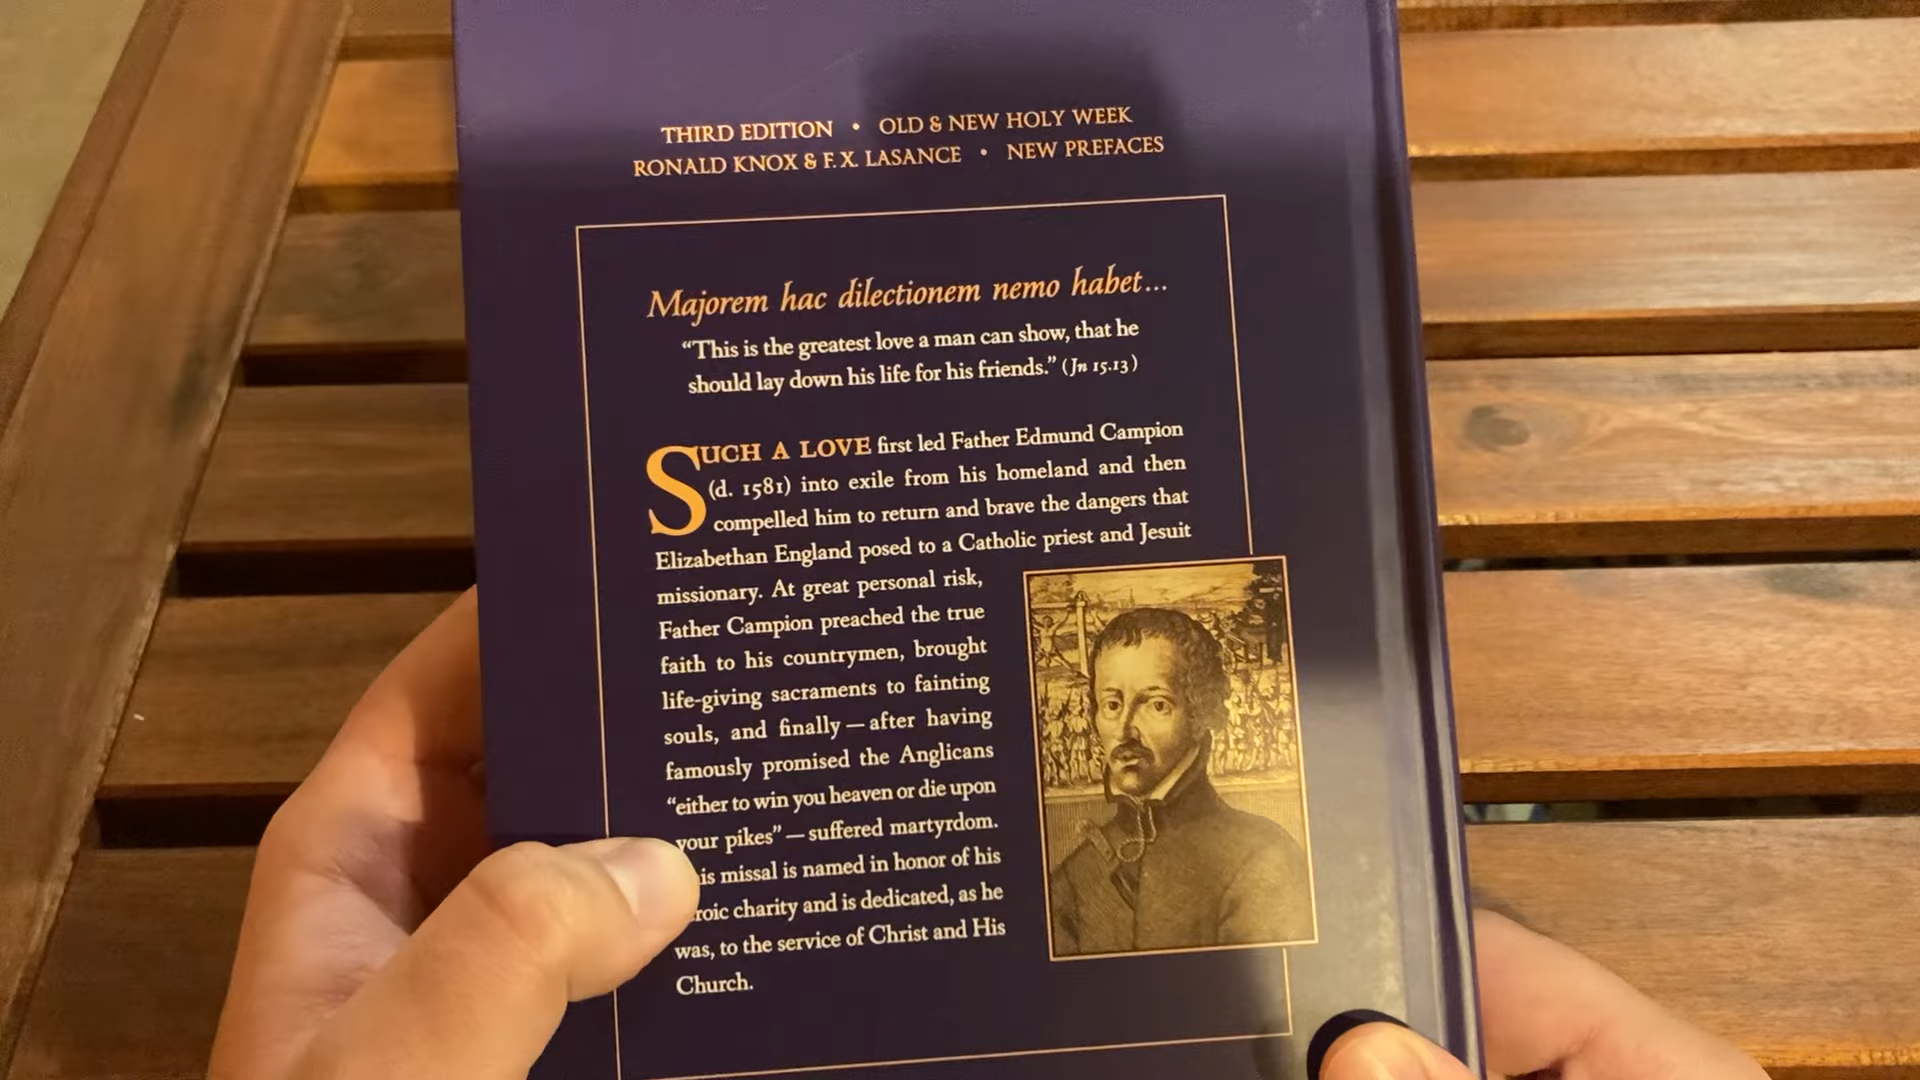 THIRD EDITION • OLD & NEW HOLY WEEK
RONALD KNOX & F. X. LASANCE • NEW PREFACES
Majorem hac dilectionem nemo habet...
“This is the greatest love a man can show, that he
should lay down his life for his friends.” (Jn 15.13)
SUCH A LOVE first led Father Edmund Campion
(d. 1581) into exile from his homeland and then
compelled him to return and brave the dangers that
Elizabethan England posed to a Catholic priest and Jesuit
missionary. At great personal risk,
Father Campion preached the true
faith to his countrymen, brought
life-giving sacraments to fainting
souls, and finally — after having
famously promised the Anglicans
“either to win you heaven or die upon
your pikes” — suffered martyrdom.
missal is named in honor of his
charity and is dedicated, as he
was, to the service of Christ and His
Church.